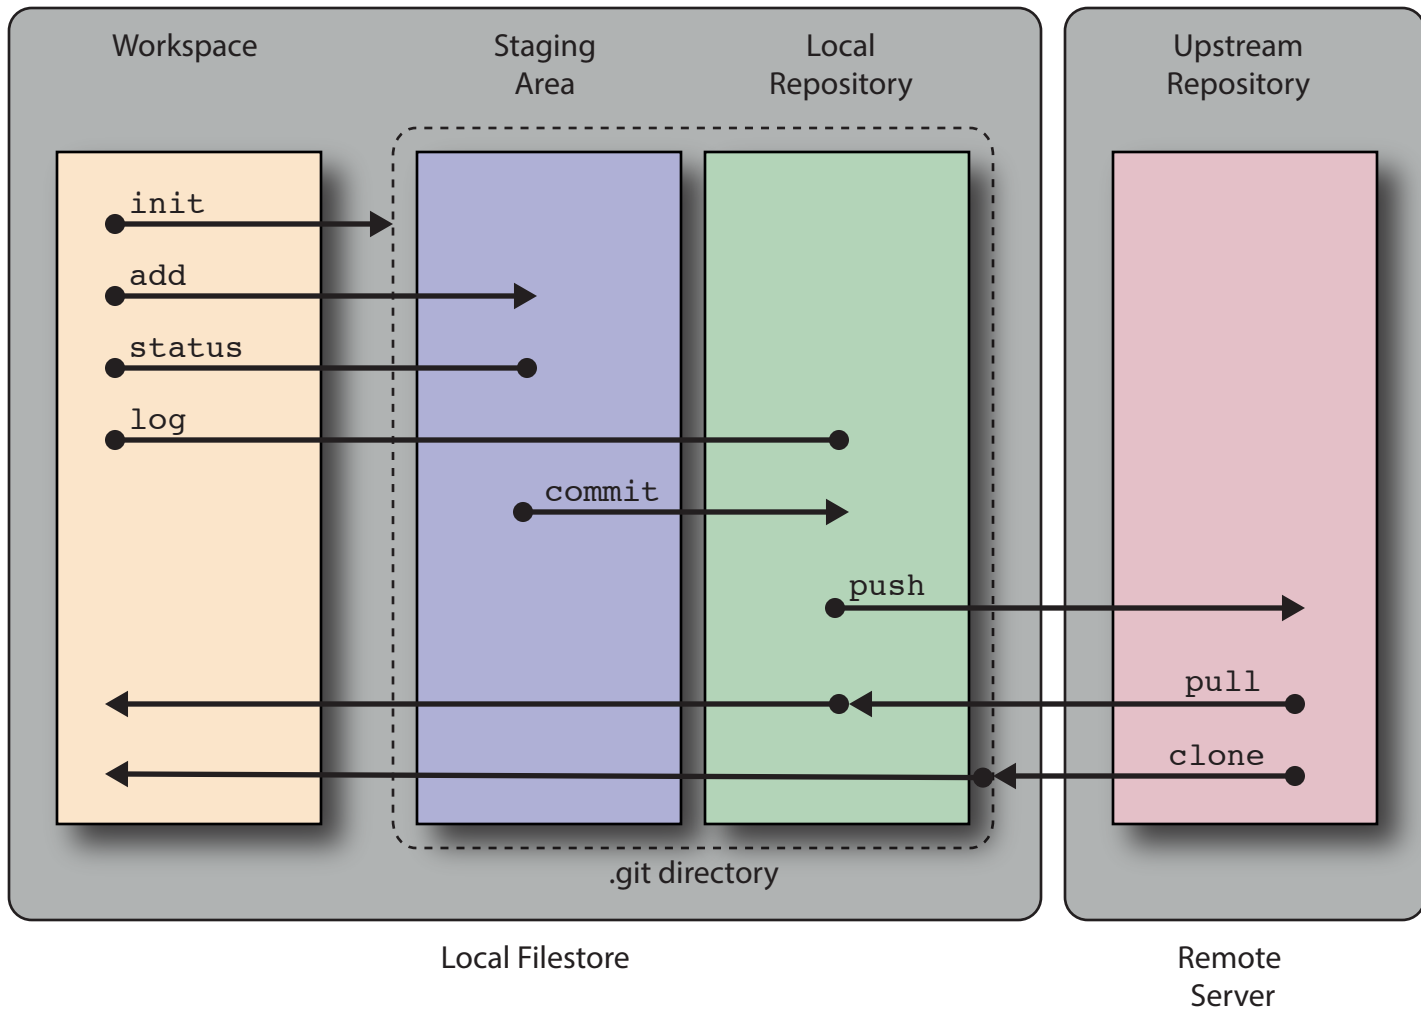 Workspace
Staging
Area
Local
Repository
Upstream
Repository
init
add
status
log
commit
push
pull
clone
.git directory
Local Filestore
Remote
Server